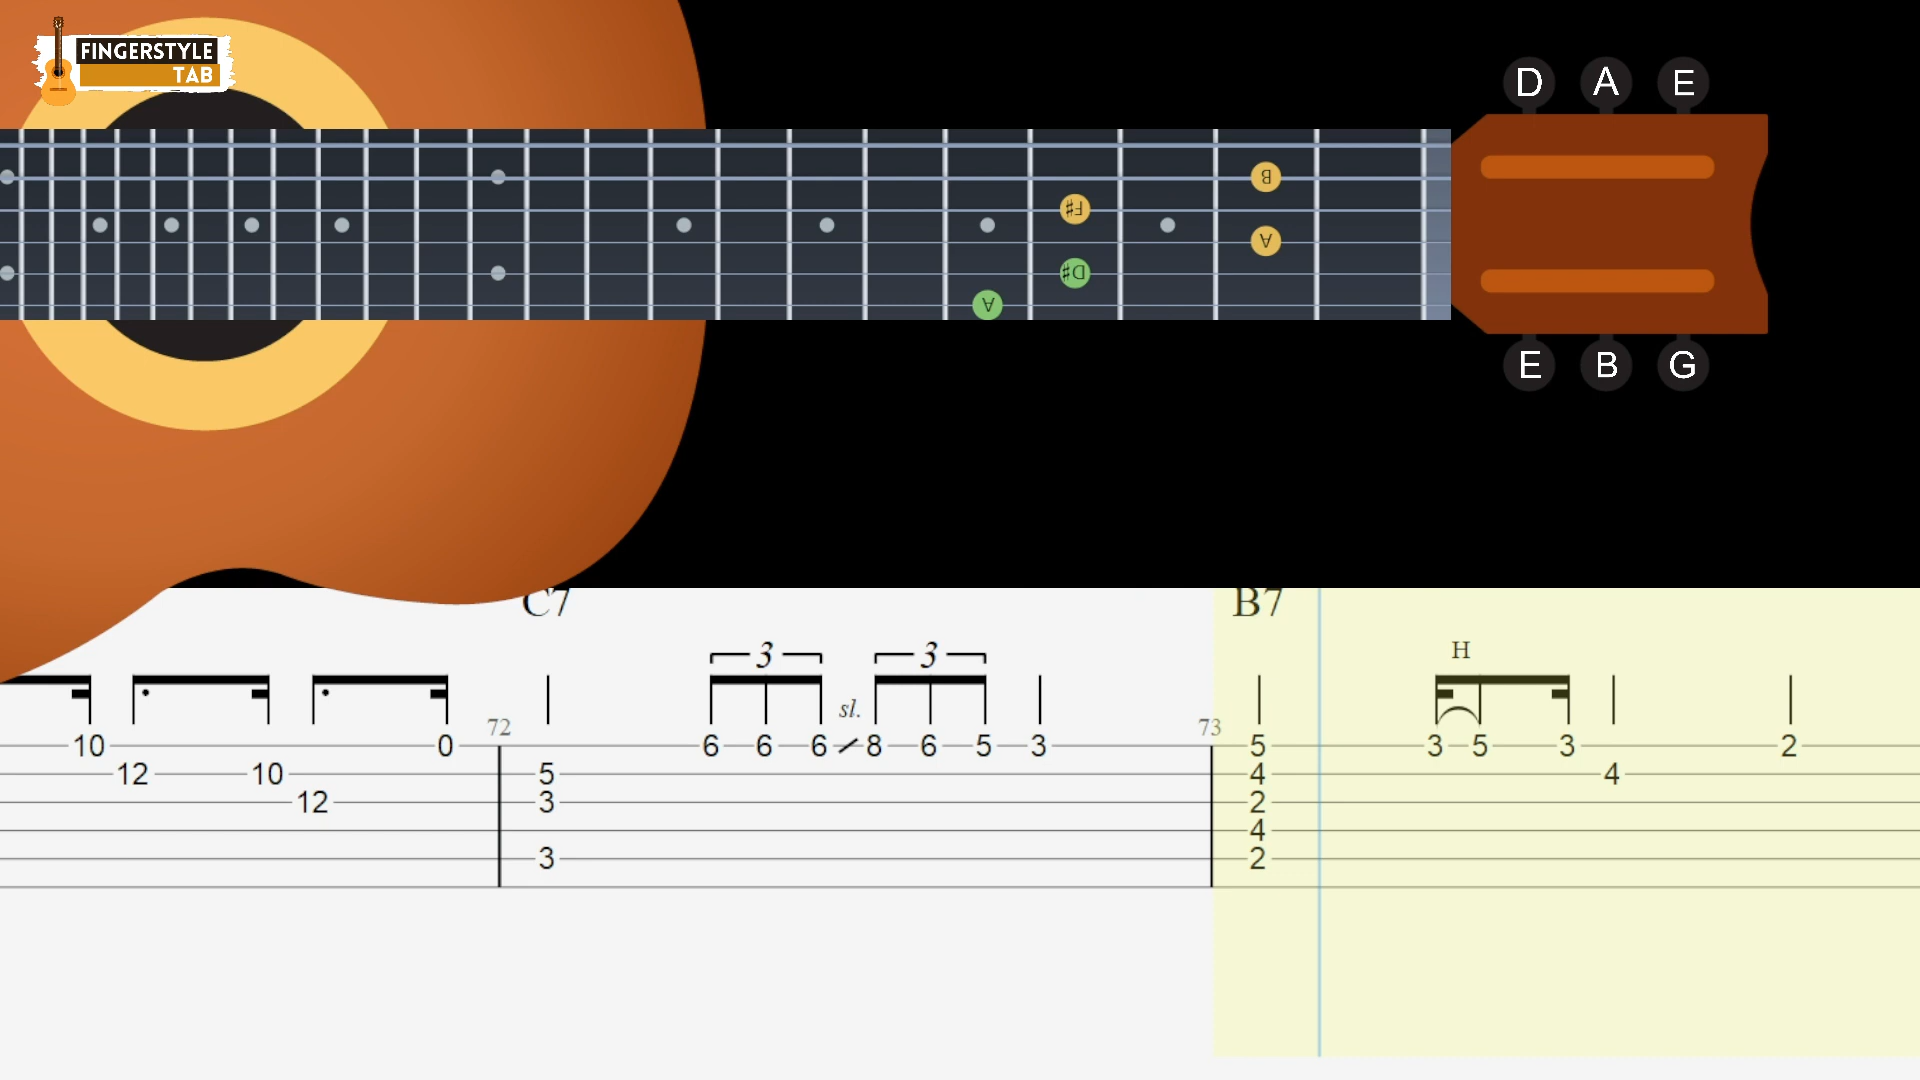 FINGERSTYLE
TAB
D A E
B
F#
A
D#
A
E B G
C7 B7
3 3 H
sl.
72 73
10 0 6 6 6 8 6 5 3 5 3 5 3 2
12 10 5 4 4
12 3 2
4
3 2